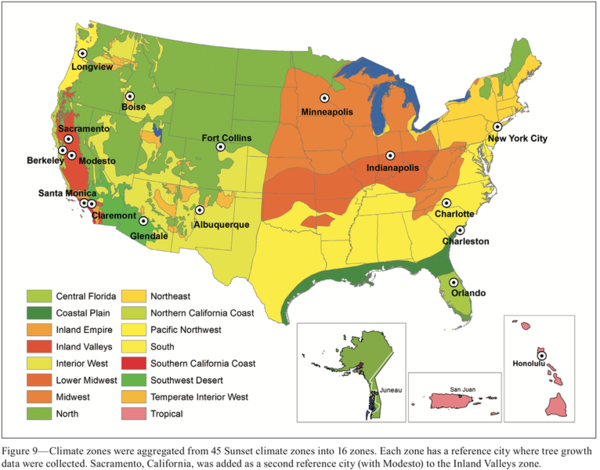 Longview
Boise
Minneapolis
Sacramento
Fort Collins
New York City
Berkeley
Modesto
Indianapolis
Santa Monica
Claremont
Charlotte
Glendale
Albuquerque
Charleston
Orlando
Central Florida
Coastal Plain
Inland Empire
Inland Valleys
Interior West
Lower Midwest
Midwest
North
Northeast
Northern California Coast
Pacific Northwest
South
Southern California Coast
Southwest Desert
Temperate Interior West
Tropical
Juneau
San Juan
Honolulu
Figure 9—Climate zones were aggregated from 45 Sunset climate zones into 16 zones. Each zone has a reference city where tree growth
data were collected. Sacramento, California, was added as a second reference city (with Modesto) to the Inland Valleys zone.